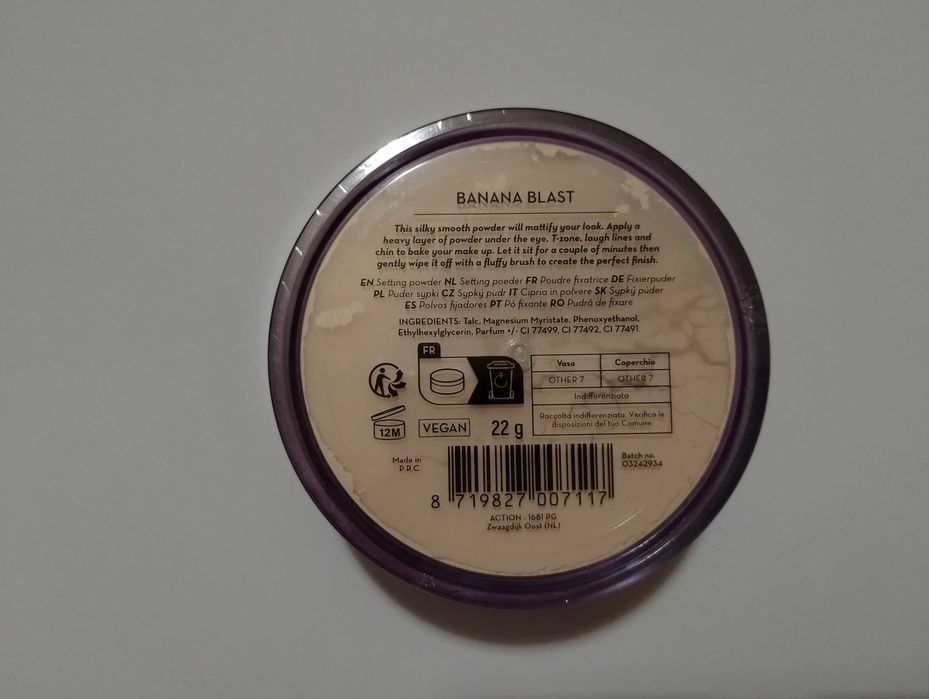 BANANA BLAST
This silky smooth powder will mattify your look. Apply a
heavy layer of powder under the eye, T-zone, laugh lines and
chin to bake your make up. Let it sit for a couple of minutes then
gently wipe it off with a fluffy brush to create the perfect finish.
EN Setting powder NL Setting poeder FR Poudre fixatrice DE Fixierpuder
PL Puder sypki CZ Sypký pudr IT Cipria in polvere SK Sypký púder
ES Polvos fijadores PT Pó fixante RO Pudră de fixare
INGREDIENTS: Talc, Magnesium Myristate, Phenoxyethanol,
Ethylhexylglycerin, Parfum +/- CI 77499, CI 77492, CI 77491.
FR
Vaso Coperchio
OTHER 7 OTHER 7
Indifferenziata
Raccolta indifferenziata. Verifica le
disposizioni del tuo Comune
12M VEGAN 22 g
Made in
P.R.C.
Batch no.
03242934
8 719827 007117
ACTION - 1681 PG
Zwaagdijk Oost (NL)